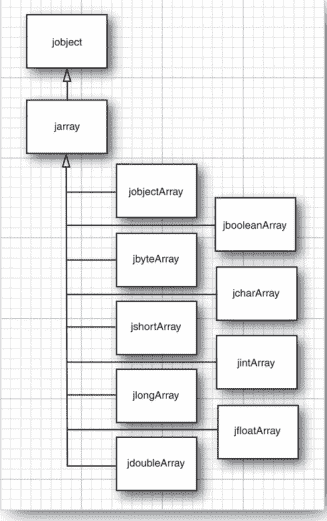 jobject
jarray
jobjectArray
jbooleanArray
jbyteArray
jcharArray
jshortArray
jintArray
jlongArray
jfloatArray
jdoubleArray